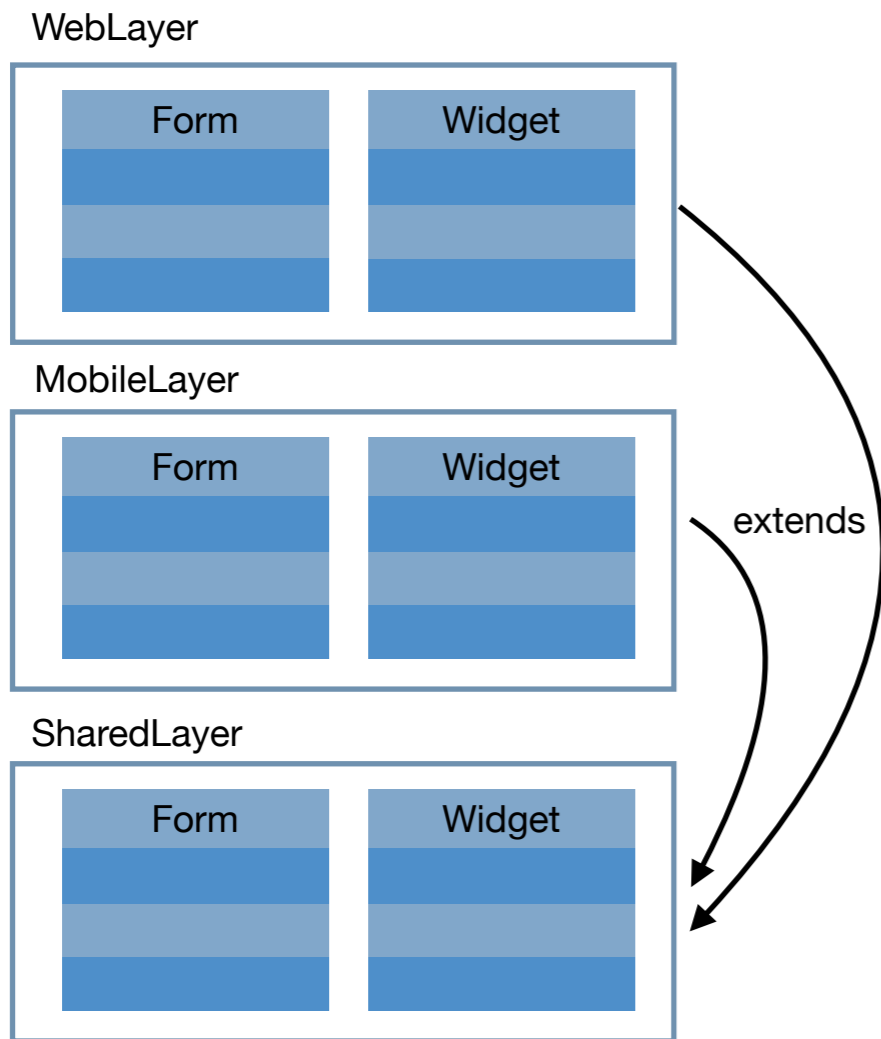 WebLayer
Form
Widget
MobileLayer
Form
Widget
extends
SharedLayer
Form
Widget